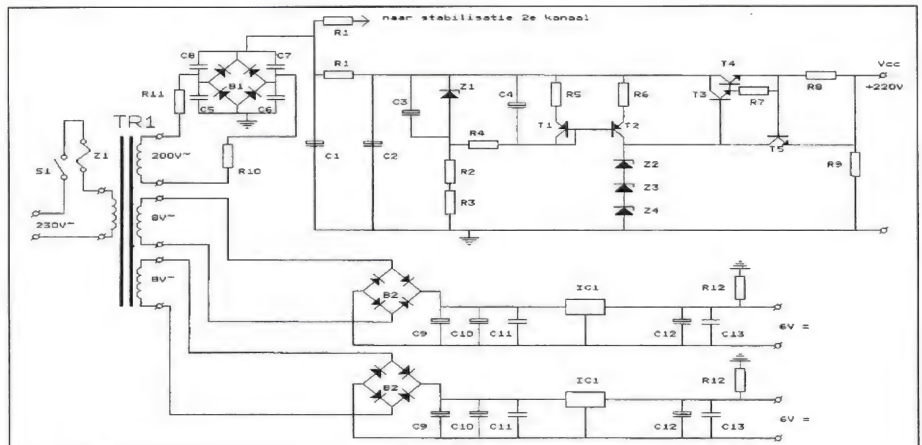 naar stabilisatie 2e kanaal
R1
R1
C8
C7
B1
C5
C6
R11
R10
TR1
S1
Z1
230V~
200V~
8V~
8V~
C1
C2
C3
Z1
R4
R2
R3
C4
R5
T1
R6
T2
Z2
Z3
Z4
T4
T3
R7
T5
R8
R9
Vcc
+220V
B2
C9
C10
C11
IC1
C12
C13
R12
6V =
B2
C9
C10
C11
IC1
C12
C13
R12
6V =